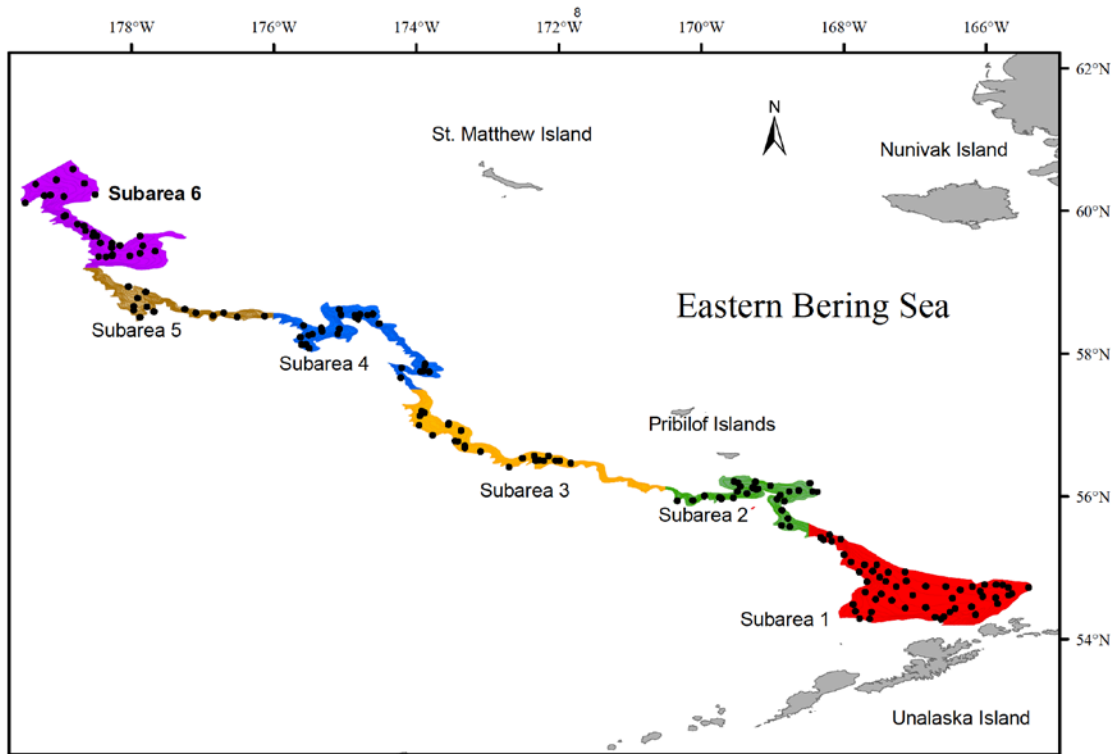 8
178°W 176°W 174°W 172°W 170°W 168°W 166°W
62°N
N
St. Matthew Island
Nunivak Island
Subarea 6
60°N
Eastern Bering Sea
Subarea 5
Subarea 4
58°N
Pribilof Islands
Subarea 3
Subarea 2
56°N
Subarea 1
54°N
Unalaska Island